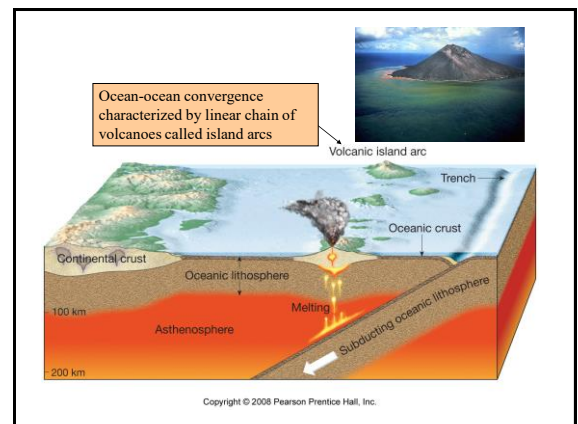 Ocean-ocean convergence
characterized by linear chain of
volcanoes called island arcs
Volcanic island arc
Trench
Oceanic crust
Continental crust
Oceanic lithosphere
100 km
Melting
Asthenosphere
Subducting oceanic lithosphere
200 km
Copyright © 2008 Pearson Prentice Hall, Inc.